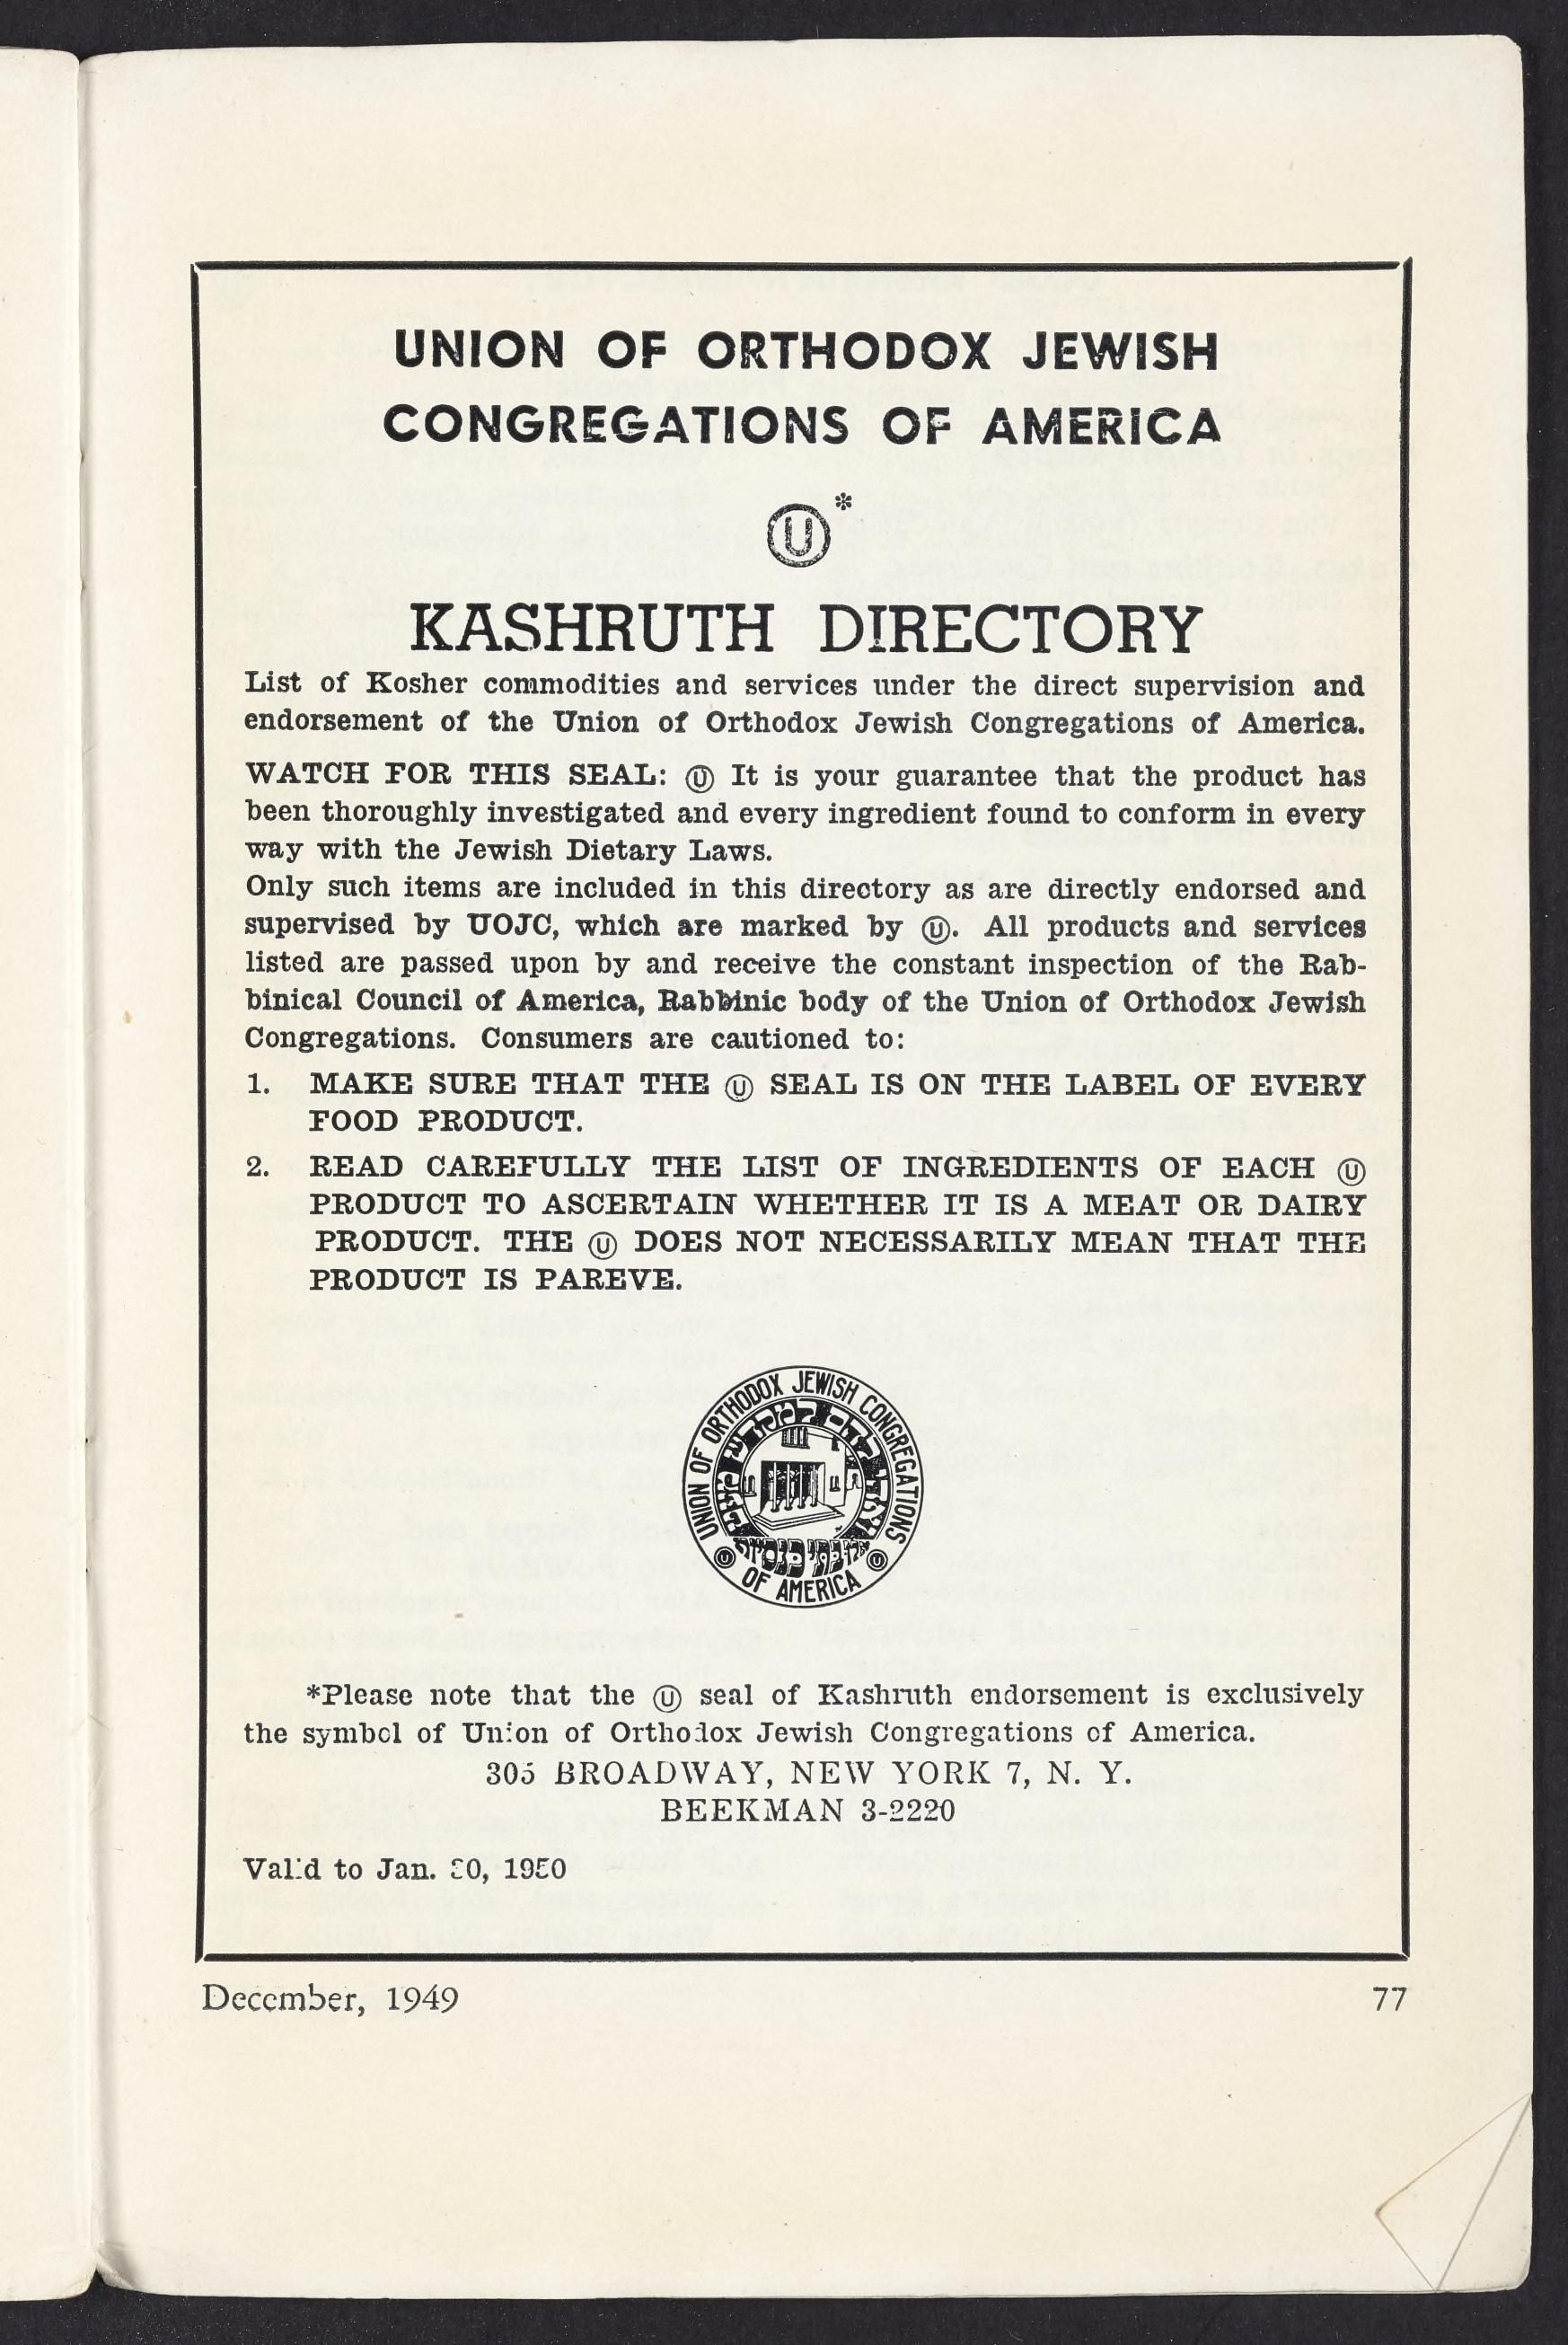 UNION OF ORTHODOX JEWISH
CONGREGATIONS OF AMERICA
Ⓤ*
KASHRUTH DIRECTORY
List of Kosher commodities and services under the direct supervision and
endorsement of the Union of Orthodox Jewish Congregations of America.
WATCH FOR THIS SEAL: Ⓤ It is your guarantee that the product has
been thoroughly investigated and every ingredient found to conform in every
way with the Jewish Dietary Laws.
Only such items are included in this directory as are directly endorsed and
supervised by UOJC, which are marked by Ⓤ. All products and services
listed are passed upon by and receive the constant inspection of the Rab-
binical Council of America, Rabbinic body of the Union of Orthodox Jewish
Congregations. Consumers are cautioned to:
1. MAKE SURE THAT THE Ⓤ SEAL IS ON THE LABEL OF EVERY
FOOD PRODUCT.
2. READ CAREFULLY THE LIST OF INGREDIENTS OF EACH Ⓤ
PRODUCT TO ASCERTAIN WHETHER IT IS A MEAT OR DAIRY
PRODUCT. THE Ⓤ DOES NOT NECESSARILY MEAN THAT THE
PRODUCT IS PAREVE.
UNION OF ORTHODOX JEWISH CONGREGATIONS
Ⓤ OF AMERICA Ⓤ
*Please note that the Ⓤ seal of Kashruth endorsement is exclusively
the symbol of Union of Orthodox Jewish Congregations of America.
305 BROADWAY, NEW YORK 7, N. Y.
BEEKMAN 3-2220
Valid to Jan. 1950
December, 1949
77